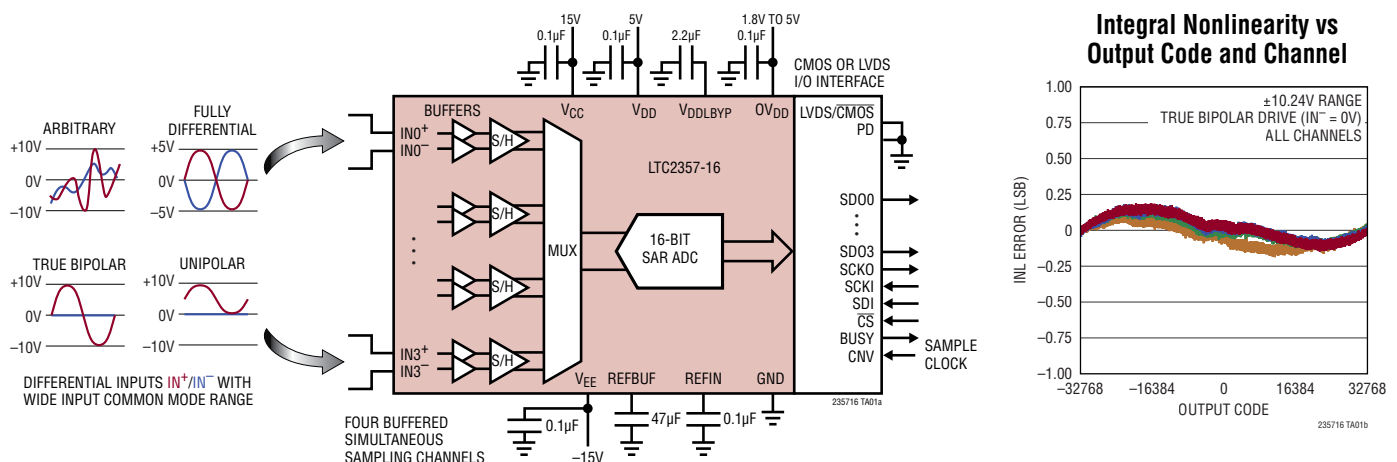 15V
5V
1.8V TO 5V
0.1µF
0.1µF
2.2µF
0.1µF
CMOS OR LVDS
I/O INTERFACE
ARBITRARY
+10V
0V
−10V
FULLY
DIFFERENTIAL
+5V
0V
−5V
TRUE BIPOLAR
+10V
0V
−10V
UNIPOLAR
+10V
0V
−10V
DIFFERENTIAL INPUTS IN+/IN− WITH
WIDE INPUT COMMON MODE RANGE
BUFFERS
VCC
VDD
VDDLBYP
OVDD
LVDS/CMOS
PD
IN0+
IN0−
S/H
S/H
S/H
S/H
MUX
LTC2357-16
16-BIT
SAR ADC
IN3+
IN3−
SDO0
SDO3
SCKO
SCKI
SDI
CS
BUSY
CNV
SAMPLE
CLOCK
VEE
REFBUF
REFIN
GND
235716 TA01a
FOUR BUFFERED
SIMULTANEOUS
SAMPLING CHANNELS
0.1µF
47µF
0.1µF
−15V
Integral Nonlinearity vs
Output Code and Channel
±10.24V RANGE
TRUE BIPOLAR DRIVE (IN− = 0V)
ALL CHANNELS
INL ERROR (LSB)
1.00
0.75
0.50
0.25
0
−0.25
−0.50
−0.75
−1.00
−32768
−16384
0
16384
32768
OUTPUT CODE
235716 TA01b